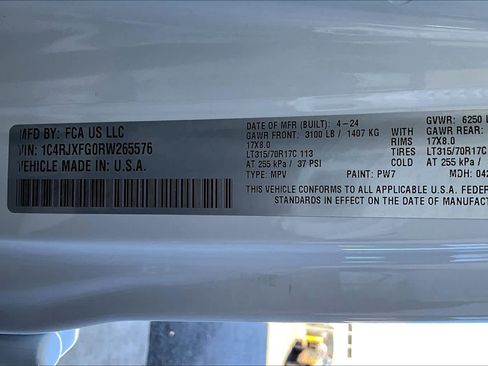 MFD BY: FCA US LLC
VIN: 1C4RJXFG0RW265576
VEHICLE MADE IN: U.S.A.
DATE OF MFR (BUILT): 4-24 GVWR: 6250 L
GAWR FRONT: 3100 LB / 1407 KG WITH GAWR REAR:
17X8.0 RIMS 17X8.0
LT315/70R17C 113 TIRES LT315/70R17C
AT 255 kPa / 37 PSI COLD AT 255 kPa
TYPE: MPV PAINT: PW7 MDH: 042
THIS VEHICLE CONFORMS TO ALL APPLICABLE U.S.A. FEDERA
STANDARDS IN EFFECT ON THE DATE OF MANUFACT